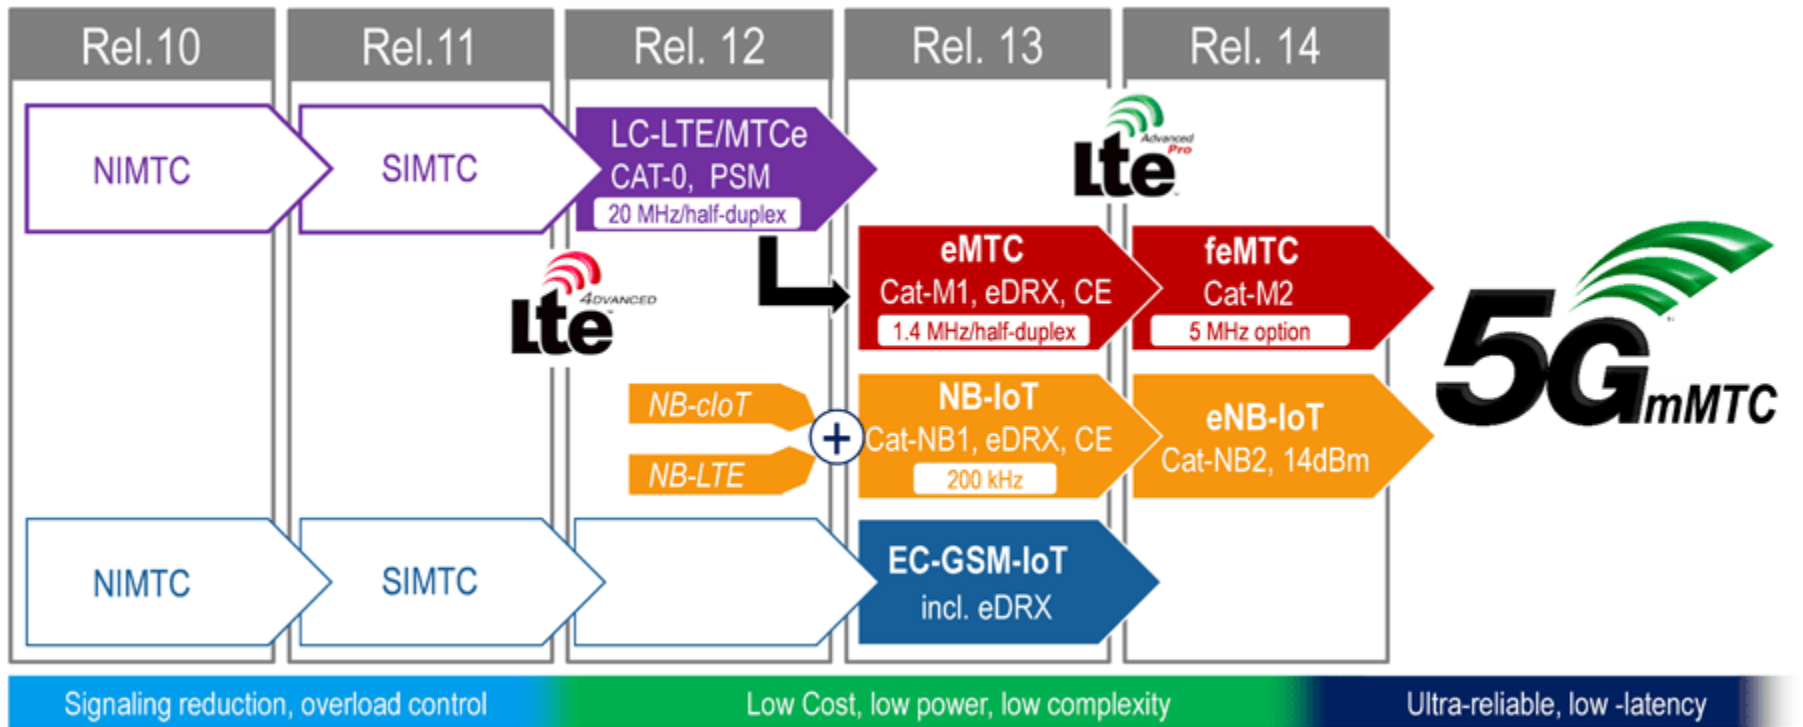 Rel.10
Rel.11
Rel. 12
Rel. 13
Rel. 14
NIMTC
SIMTC
LC-LTE/MTCe
CAT-0, PSM
20 MHz/half-duplex
Lte
Advanced
Pro
eMTC
Cat-M1, eDRX, CE
1.4 MHz/half-duplex
feMTC
Cat-M2
5 MHz option
Lte
4DVANCED
5G
mMTC
NB-cIoT
NB-LTE
+
NB-IoT
Cat-NB1, eDRX, CE
200 kHz
eNB-IoT
Cat-NB2, 14dBm
NIMTC
SIMTC
EC-GSM-IoT
incl. eDRX
Signaling reduction, overload control
Low Cost, low power, low complexity
Ultra-reliable, low -latency